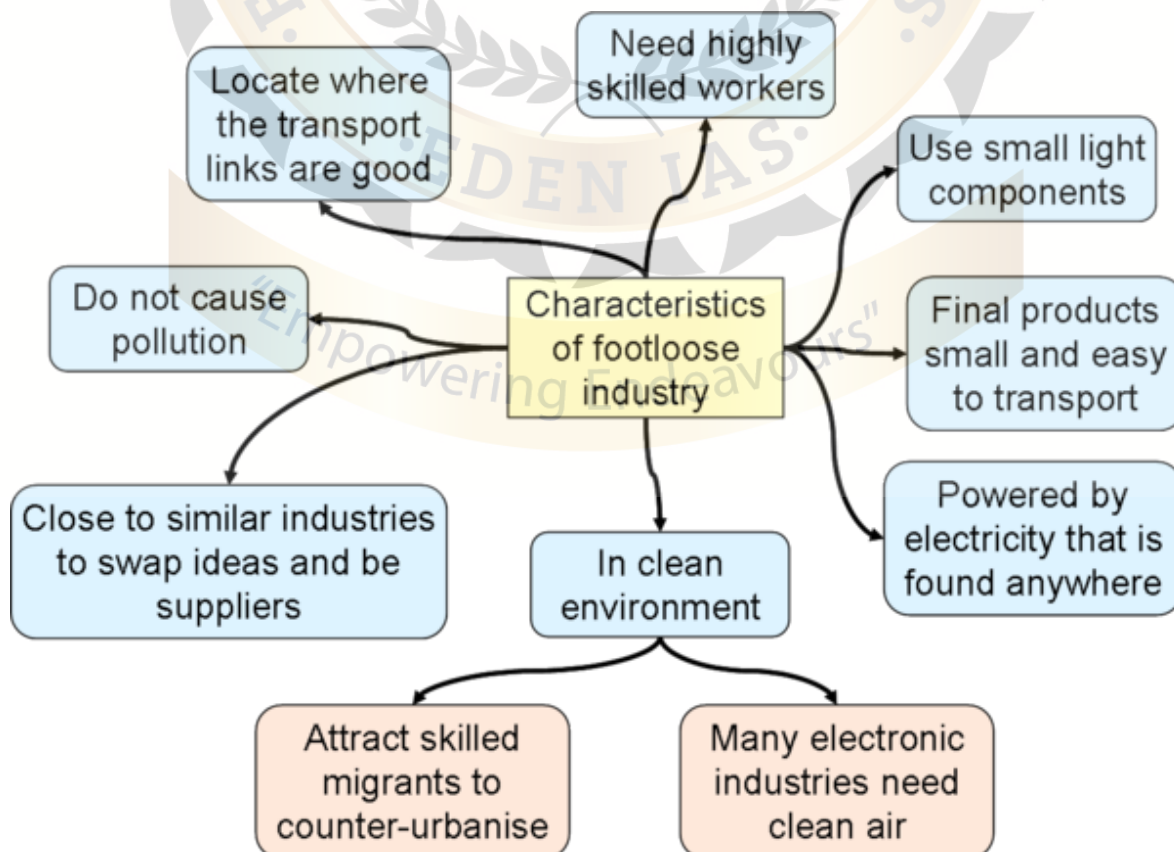 Need highly
skilled workers
Locate where
the transport
links are good
Use small light
components
·EDEN IAS·
Do not cause
pollution
Characteristics
of footloose
industry
Final products
small and easy
to transport
"Empowering Endeavours"
Close to similar industries
to swap ideas and be
suppliers
In clean
environment
Powered by
electricity that is
found anywhere
Attract skilled
migrants to
counter-urbanise
Many electronic
industries need
clean air